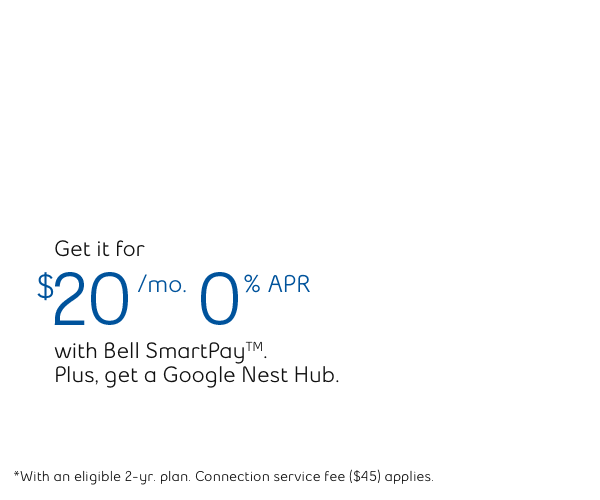 Get it for
$20/mo. 0% APR
with Bell SmartPay™.
Plus, get a Google Nest Hub.
*With an eligible 2-yr. plan. Connection service fee ($45) applies.